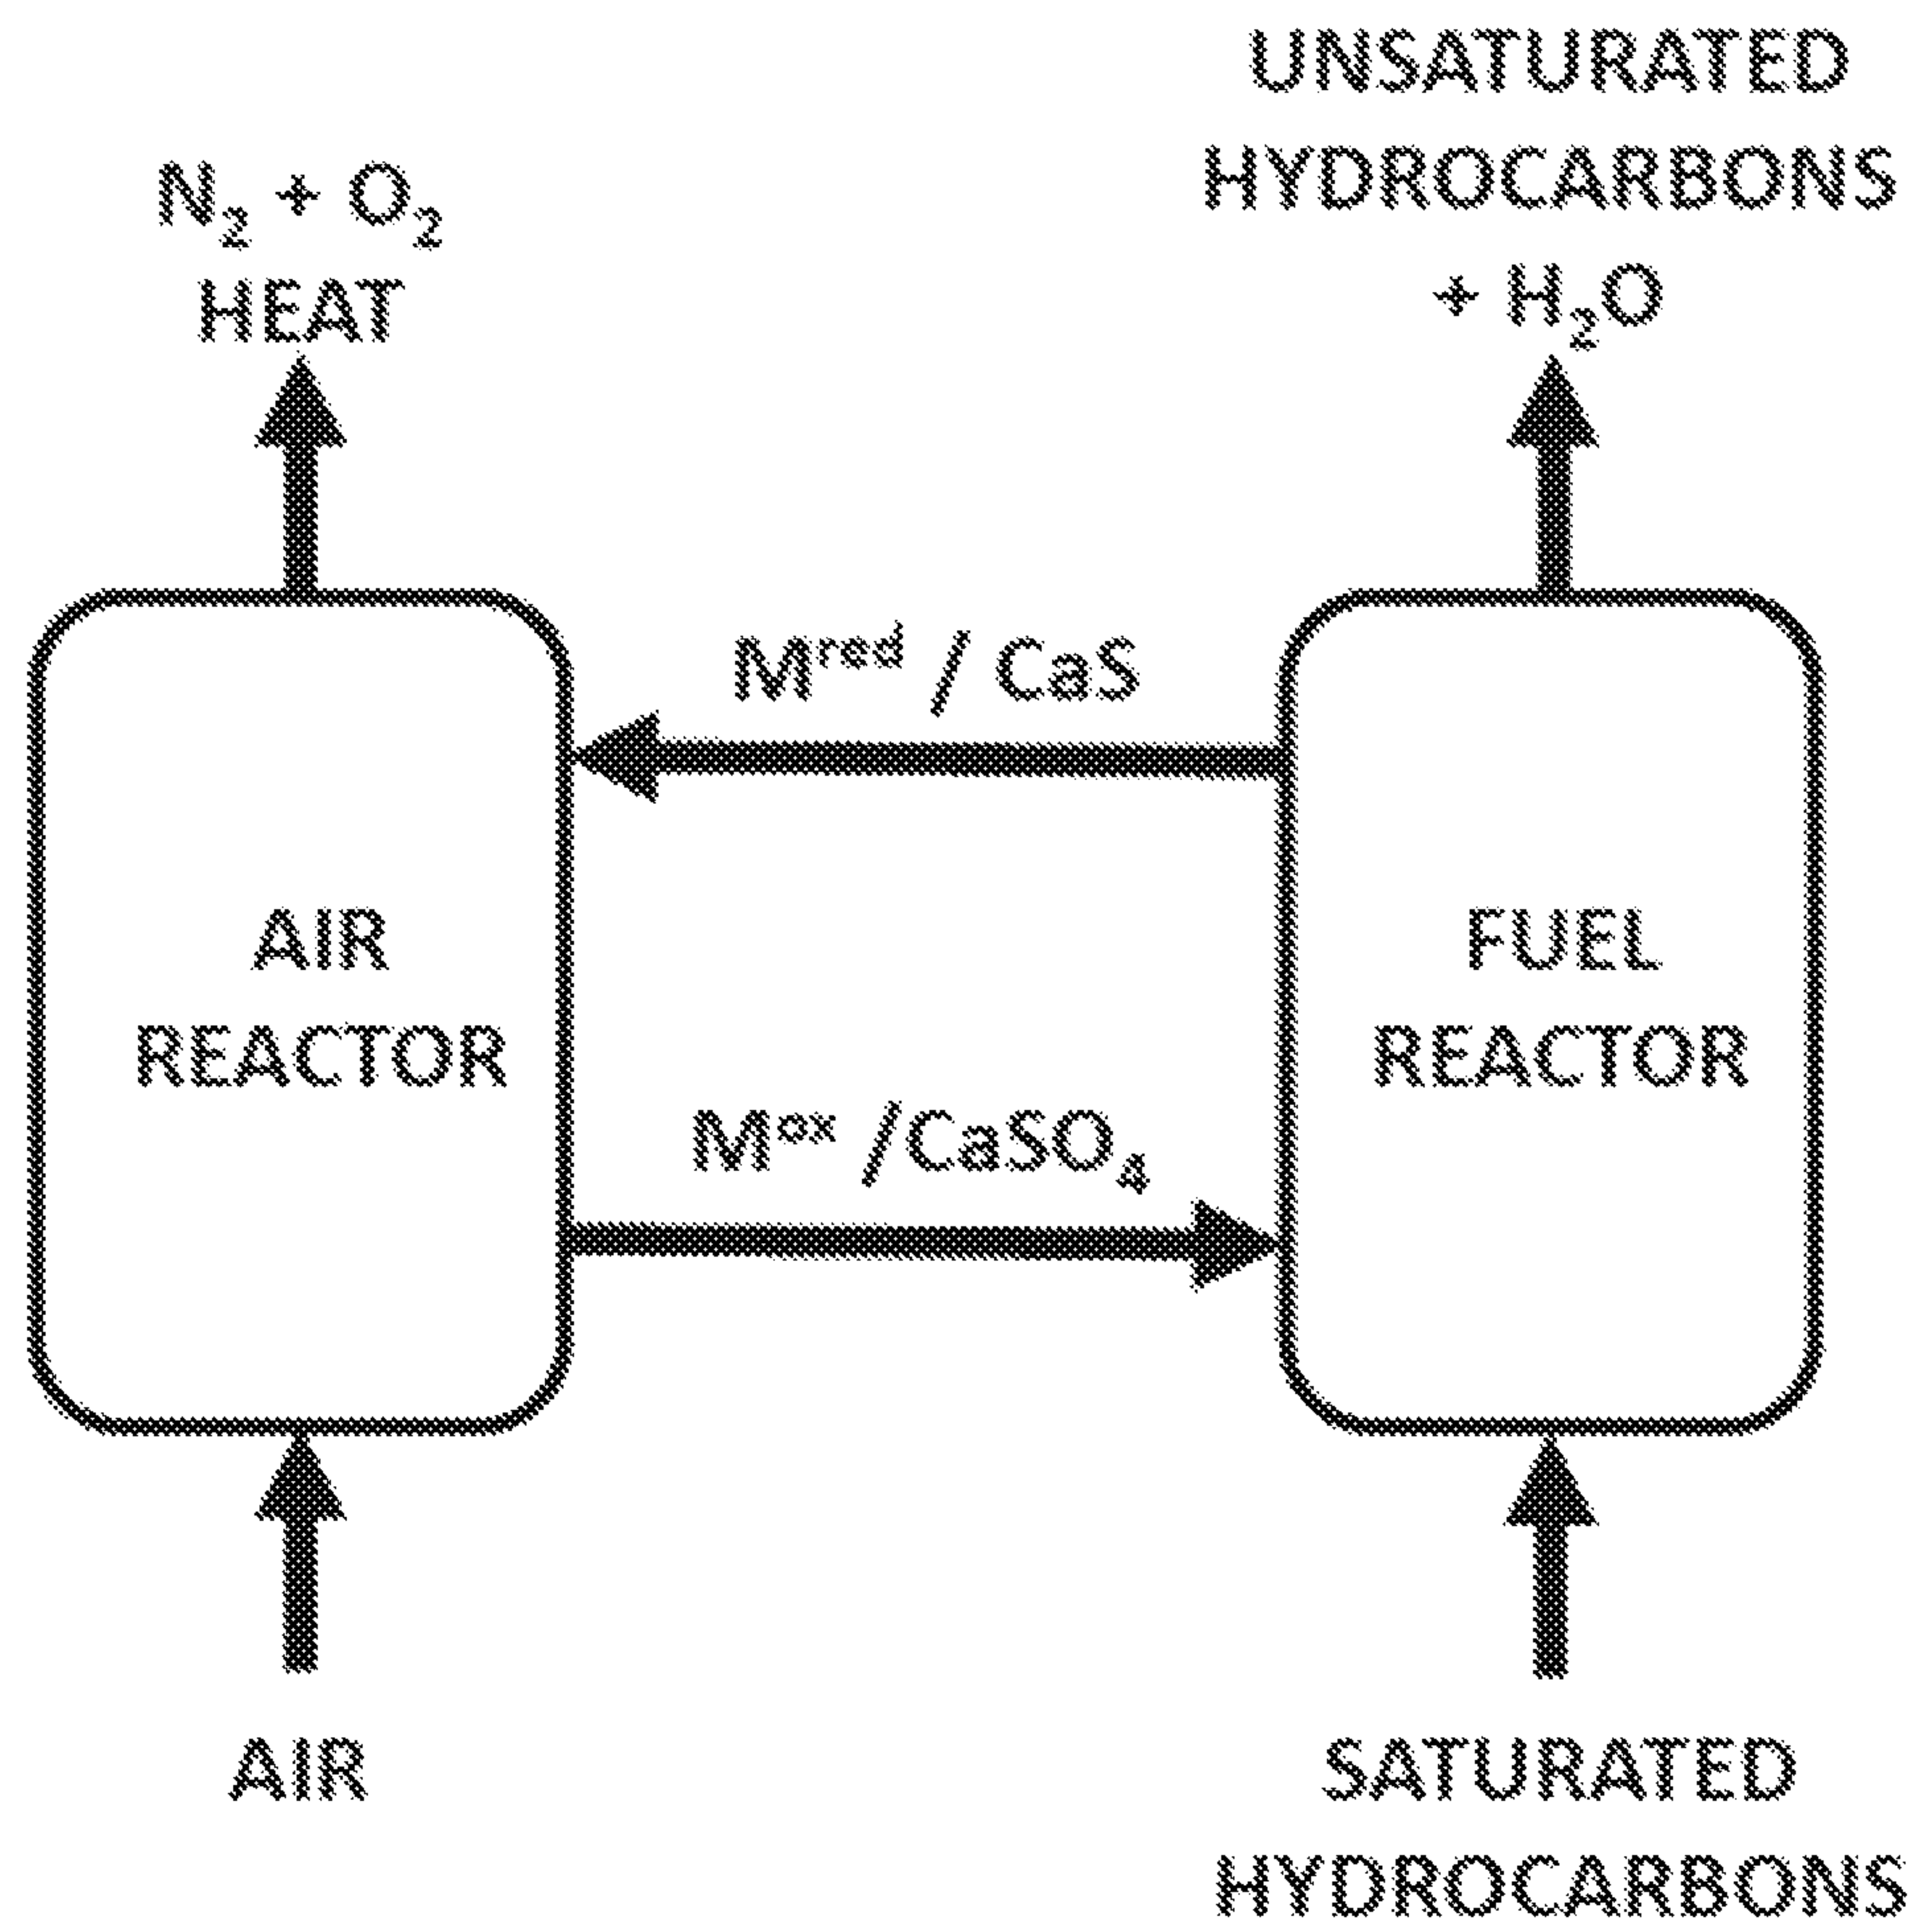 UNSATURATED
HYDROCARBONS
+ H₂O
N₂ + O₂
HEAT
Mʳᵉᵈ / CaS
AIR
REACTOR
FUEL
REACTOR
Mᵒˣ /CaSO₄
AIR
SATURATED
HYDROCARBONS